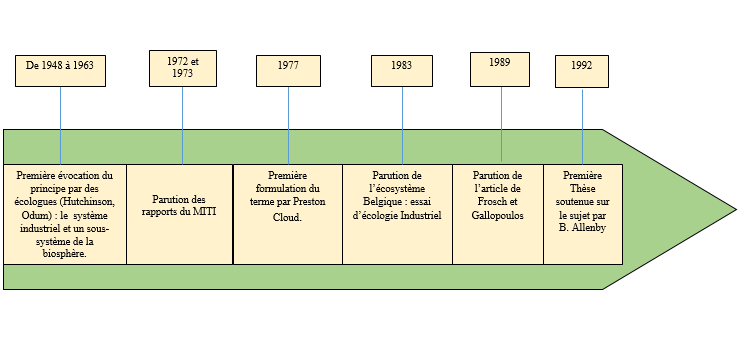 De 1948 à 1963
1972 et
1973
1977
1983
1989
1992
Première évocation du
principe par des
écologues (Hutchinson,
Odum) : le système
industriel et un sous-
système de la
biosphère.
Parution des
rapports du MITI
Première
formulation du
terme par Preston
Cloud.
Parution de
l’écosystème
Belgique : essai
d’écologie Industriel
Parution de
l’article de
Frosch et
Gallopoulos
Première
Thèse
soutenue sur
le sujet par
B. Allenby